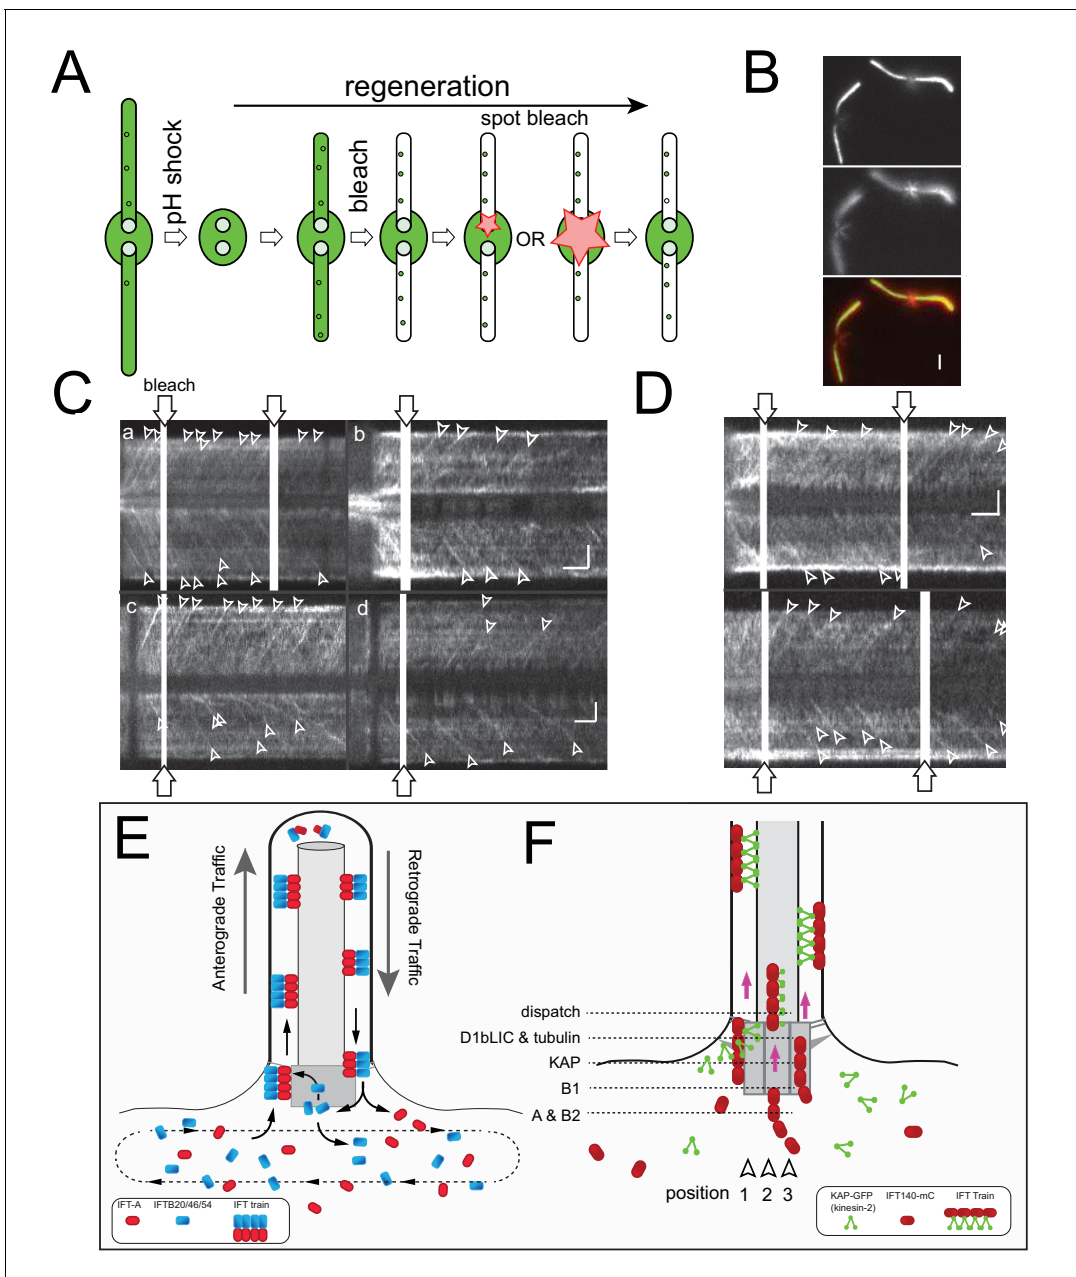 A
regeneration
spot bleach
pH shock
bleach
OR
B
C
bleach
a
b
c
d
D
E
Anterograde Traffic
Retrograde Traffic
IFT-A
IFTB20/46/54
IFT train
F
dispatch
D1bLIC & tubulin
KAP
B1
A & B2
position 1 2 3
KAP-GFP
(kinesin-2)
IFT140-mC
IFT Train